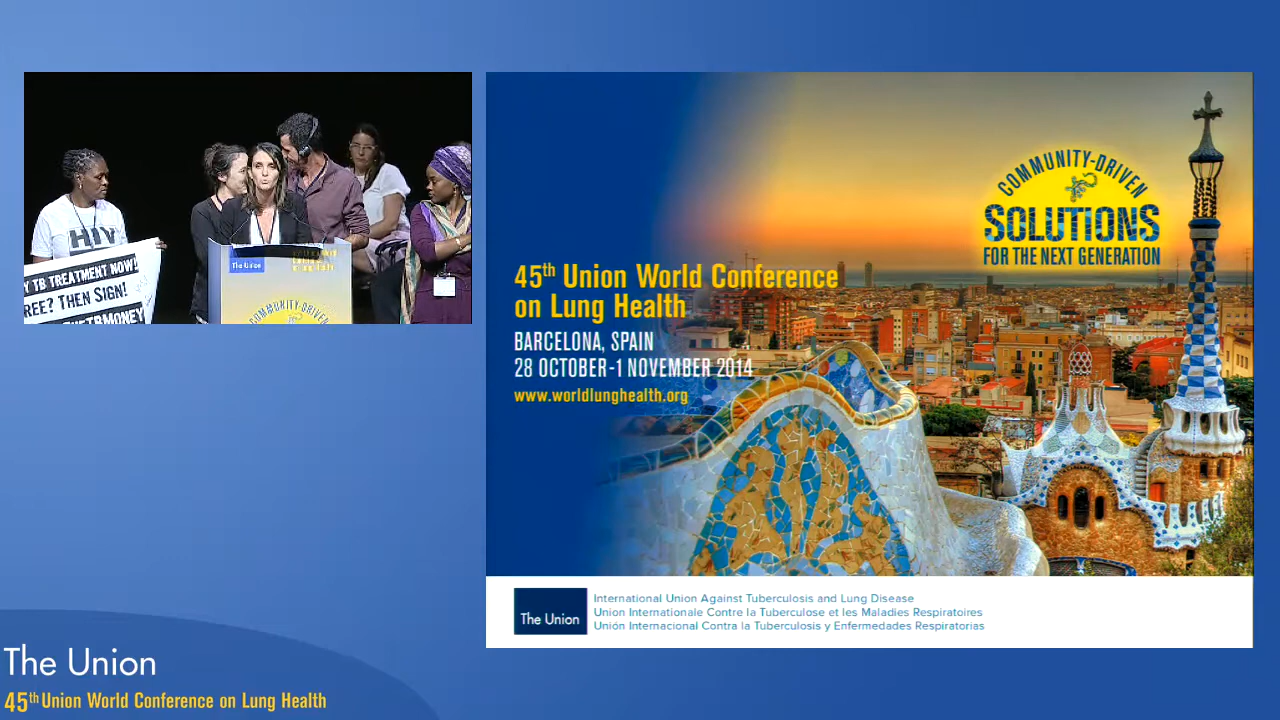 HIV
Y TB TREATMENT NOW!
REE? THEN SIGN!
The Union
COMMUNITY-DRIVEN
COMMUNITY-DRIVEN
SOLUTIONS
FOR THE NEXT GENERATION
45th Union World Conference
on Lung Health
BARCELONA, SPAIN
28 OCTOBER-1 NOVEMBER 2014
www.worldlunghealth.org
The Union
International Union Against Tuberculosis and Lung Disease
Union Internationale Contre la Tuberculose et les Maladies Respiratoires
Unión Internacional Contra la Tuberculosis y Enfermedades Respiratorias
The Union
45th Union World Conference on Lung Health